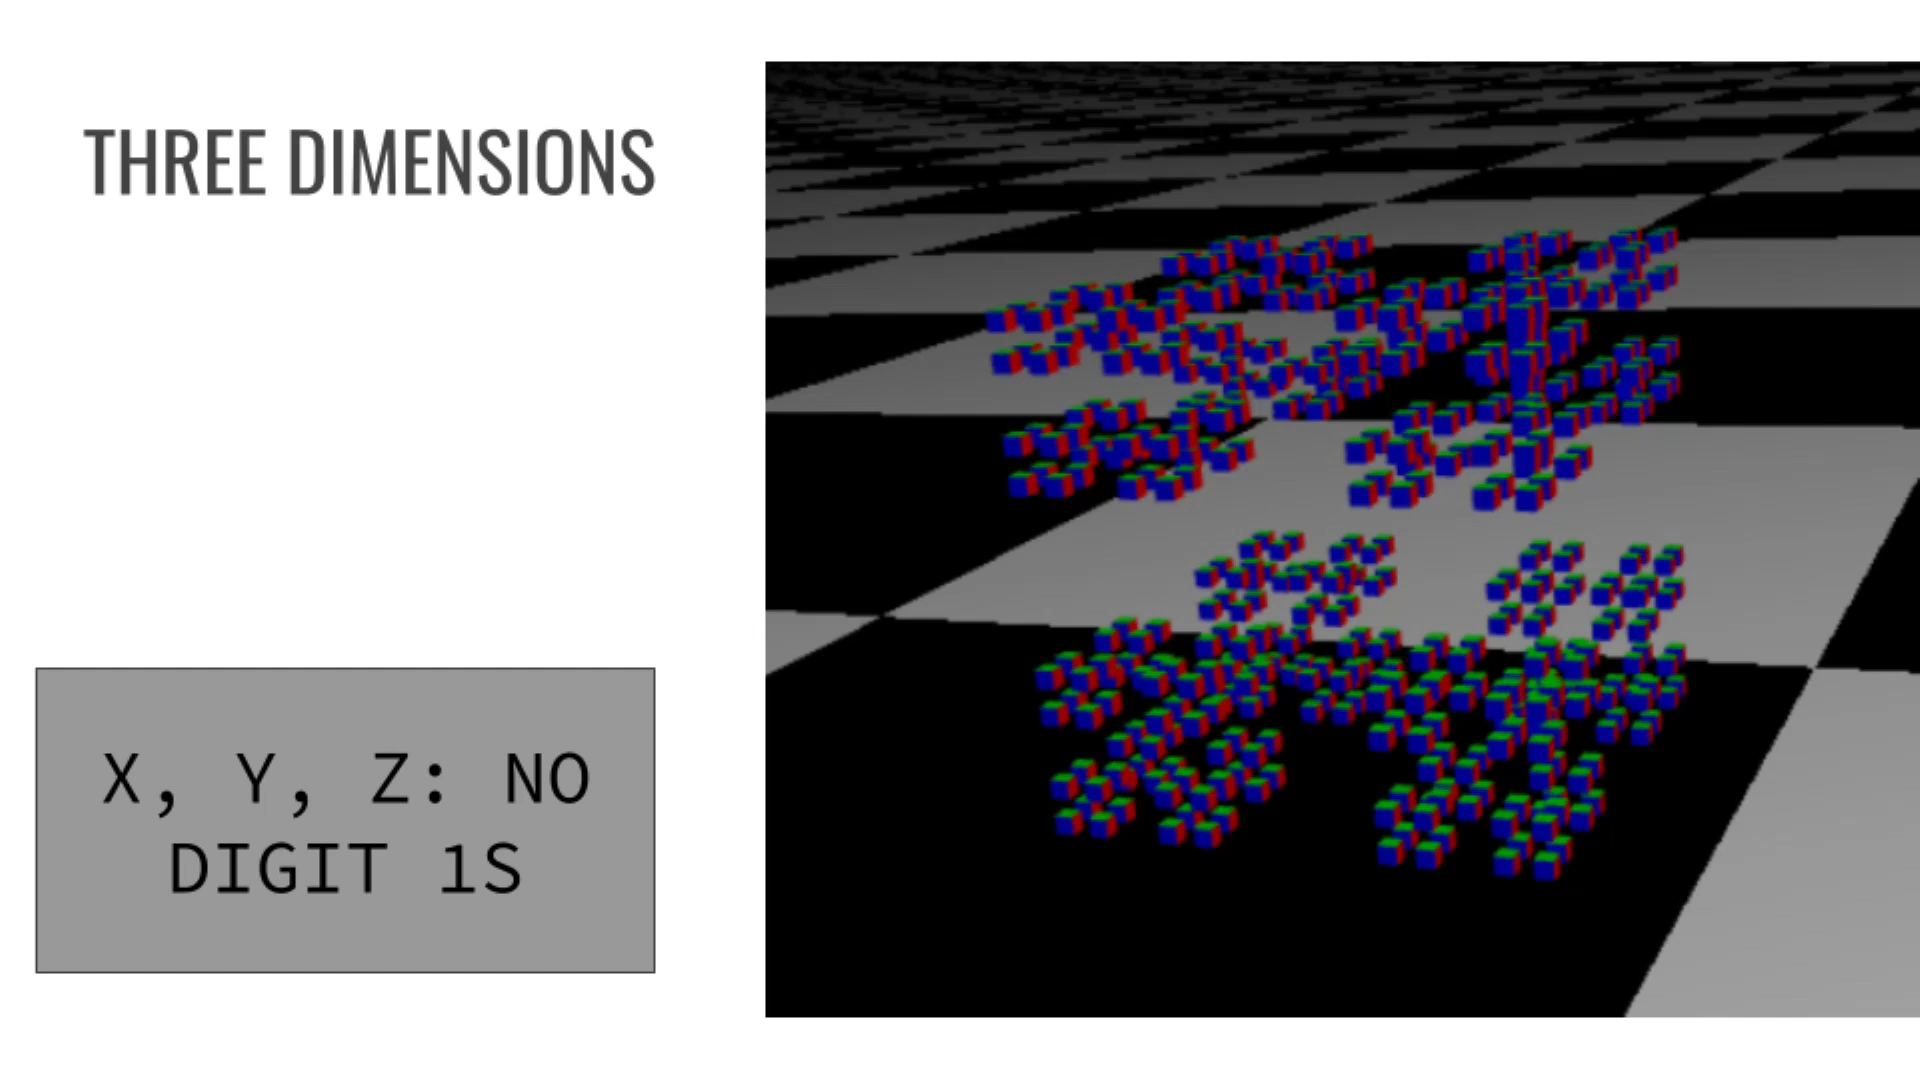 THREE DIMENSIONS
X, Y, Z: NO
DIGIT 1S